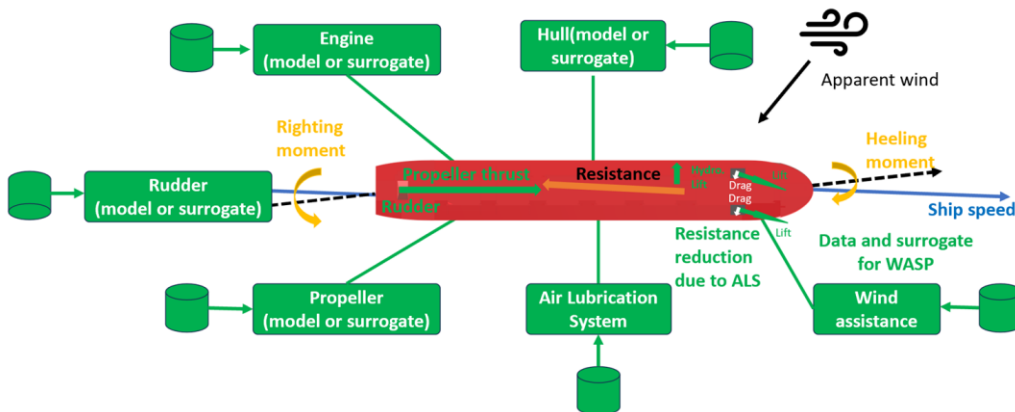 Engine
(model or surrogate)
Hull(model or
surrogate)
Apparent wind
Righting
moment
Heeling
moment
Rudder
(model or surrogate)
Propeller thrust
Resistance
Hydro.
Lift
Lift
Drag
Drag
Rudder
Lift
Ship speed
Resistance
reduction
due to ALS
Data and surrogate
for WASP
Propeller
(model or surrogate)
Air Lubrication
System
Wind
assistance